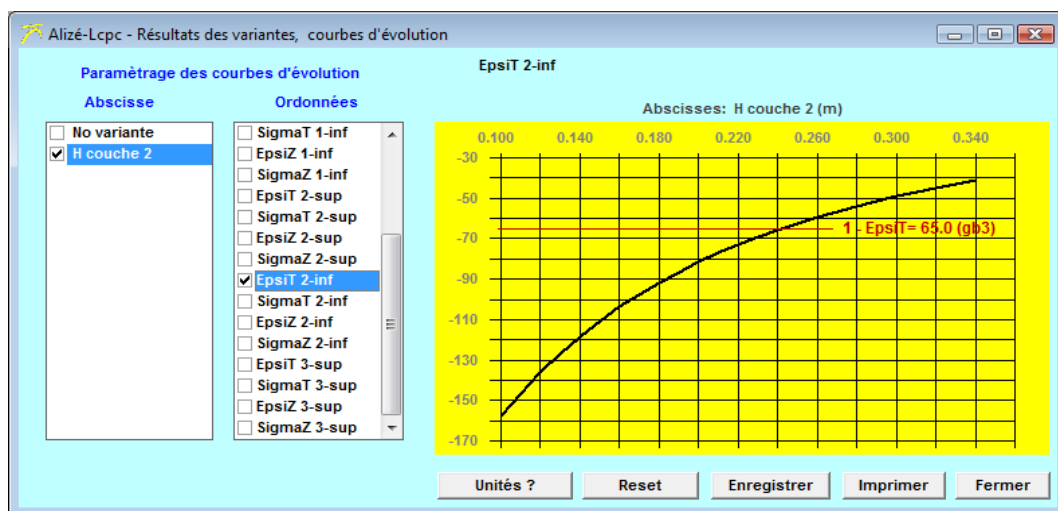 Alizé-Lcpc - Résultats des variantes, courbes d'évolution
Paramètrage des courbes d'évolution
Abscisse
Ordonnées
No variante
H couche 2
SigmaT 1-inf
EpsiZ 1-inf
SigmaZ 1-inf
EpsiT 2-sup
SigmaT 2-sup
EpsiZ 2-sup
SigmaZ 2-sup
EpsiT 2-inf
SigmaT 2-inf
EpsiZ 2-inf
SigmaZ 2-inf
EpsiT 3-sup
SigmaT 3-sup
EpsiZ 3-sup
SigmaZ 3-sup
EpsiT 2-inf
Abscisses: H couche 2 (m)
0.100 0.140 0.180 0.220 0.260 0.300 0.340
-30
-50
-70
-90
-110
-130
-150
-170
1 - EpsiT= 65.0 (gb3)
Unités ?
Reset
Enregistrer
Imprimer
Fermer